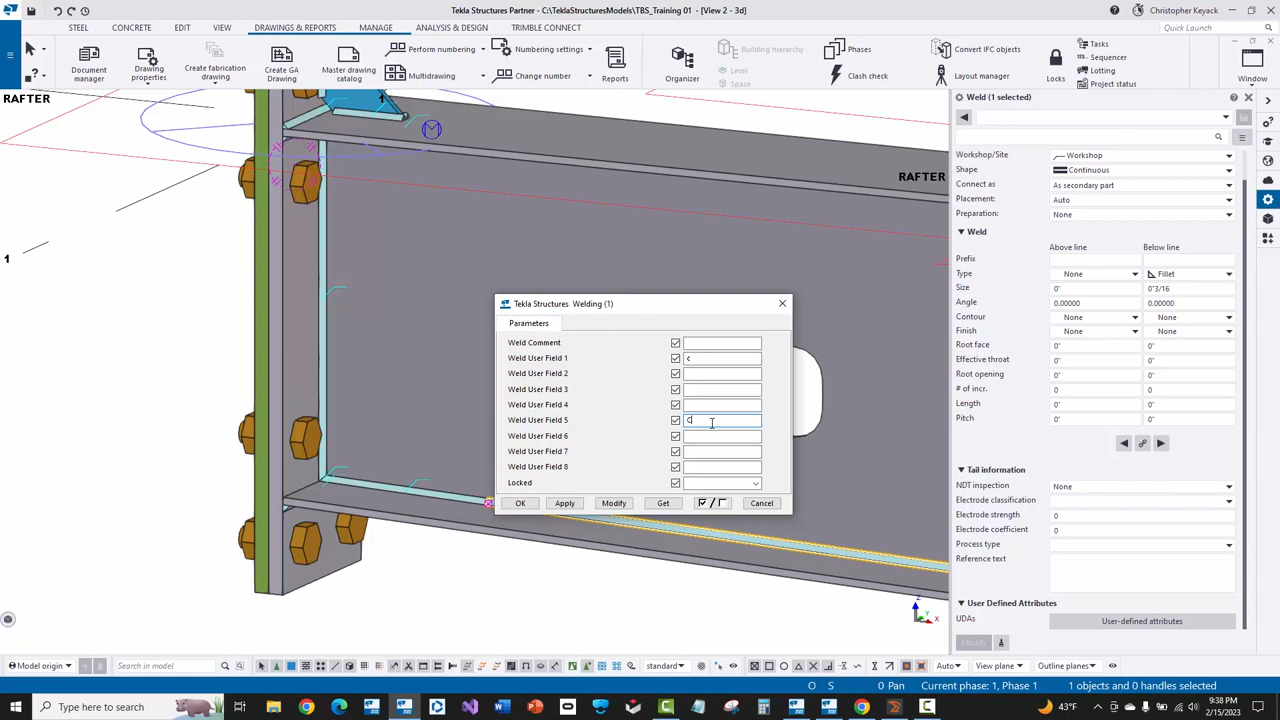 Tekla Structures Partner - C:\TeklaStructuresModels\TBS_Training 01 - [View 2 - 3d]
Christopher Keyack
STEEL
CONCRETE
EDIT
VIEW
DRAWINGS & REPORTS
MANAGE
ANALYSIS & DESIGN
TRIMBLE CONNECT
Quick Launch
Document manager
Drawing properties
Create fabrication drawing
Create GA Drawing
Master drawing catalog
Perform numbering
Multidrawing
Numbering settings
Change number
Reports
Organizer
Building hierarchy
Level
Space
Phases
Clash check
Convert IFC objects
Layout manager
Locks
Tasks
Sequencer
Lotting
Project status
Window
RAFTER
1
RAFTER
1
Tekla Structures Welding (1)
Parameters
Weld Comment
Weld User Field 1 c
Weld User Field 2
Weld User Field 3
Weld User Field 4
Weld User Field 5 C
Weld User Field 6
Weld User Field 7
Weld User Field 8
Locked
OK Apply Modify Get / Cancel
Weld (1 selected)
Workshop/Site Workshop
Shape Continuous
Connect as As secondary part
Placement: Auto
Preparation: None
Weld
Above line Below line
Prefix
Type None Fillet
Size 0" 0"3/16
Angle 0.00000 0.00000
Contour None None
Finish None None
Root face 0" 0"
Effective throat 0" 0"
Root opening 0" 0"
# of incr. 0 0
Length 0" 0"
Pitch 0" 0"
Tail information
NDT inspection None
Electrode classification
Electrode strength 0
Electrode coefficient 0
Process type
Reference text
User Defined Attributes
UDAs User-defined attributes
Modify
Z
Y
X
Model origin
Search in model
standard
Auto
View plane
Outline planes
O S 0 Pan Current phase: 1, Phase 1 1 objects and 0 handles selected
Type here to search
9:38 PM
2/15/2023